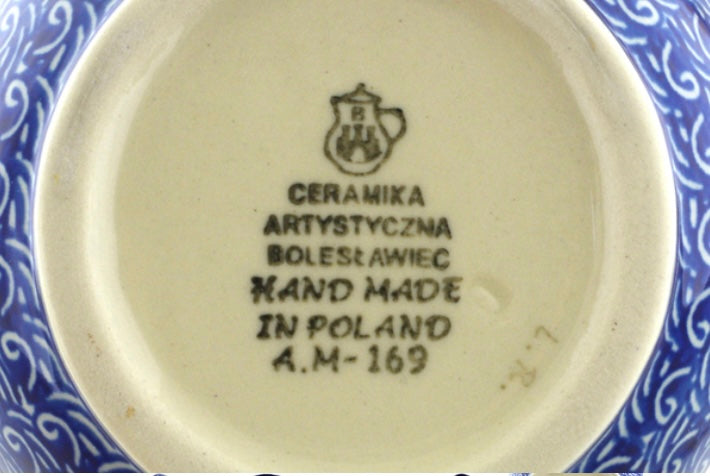 B
CERAMIKA
ARTYSTYCZNA
BOLESŁAWIEC
HAND MADE
IN POLAND
A.M-169